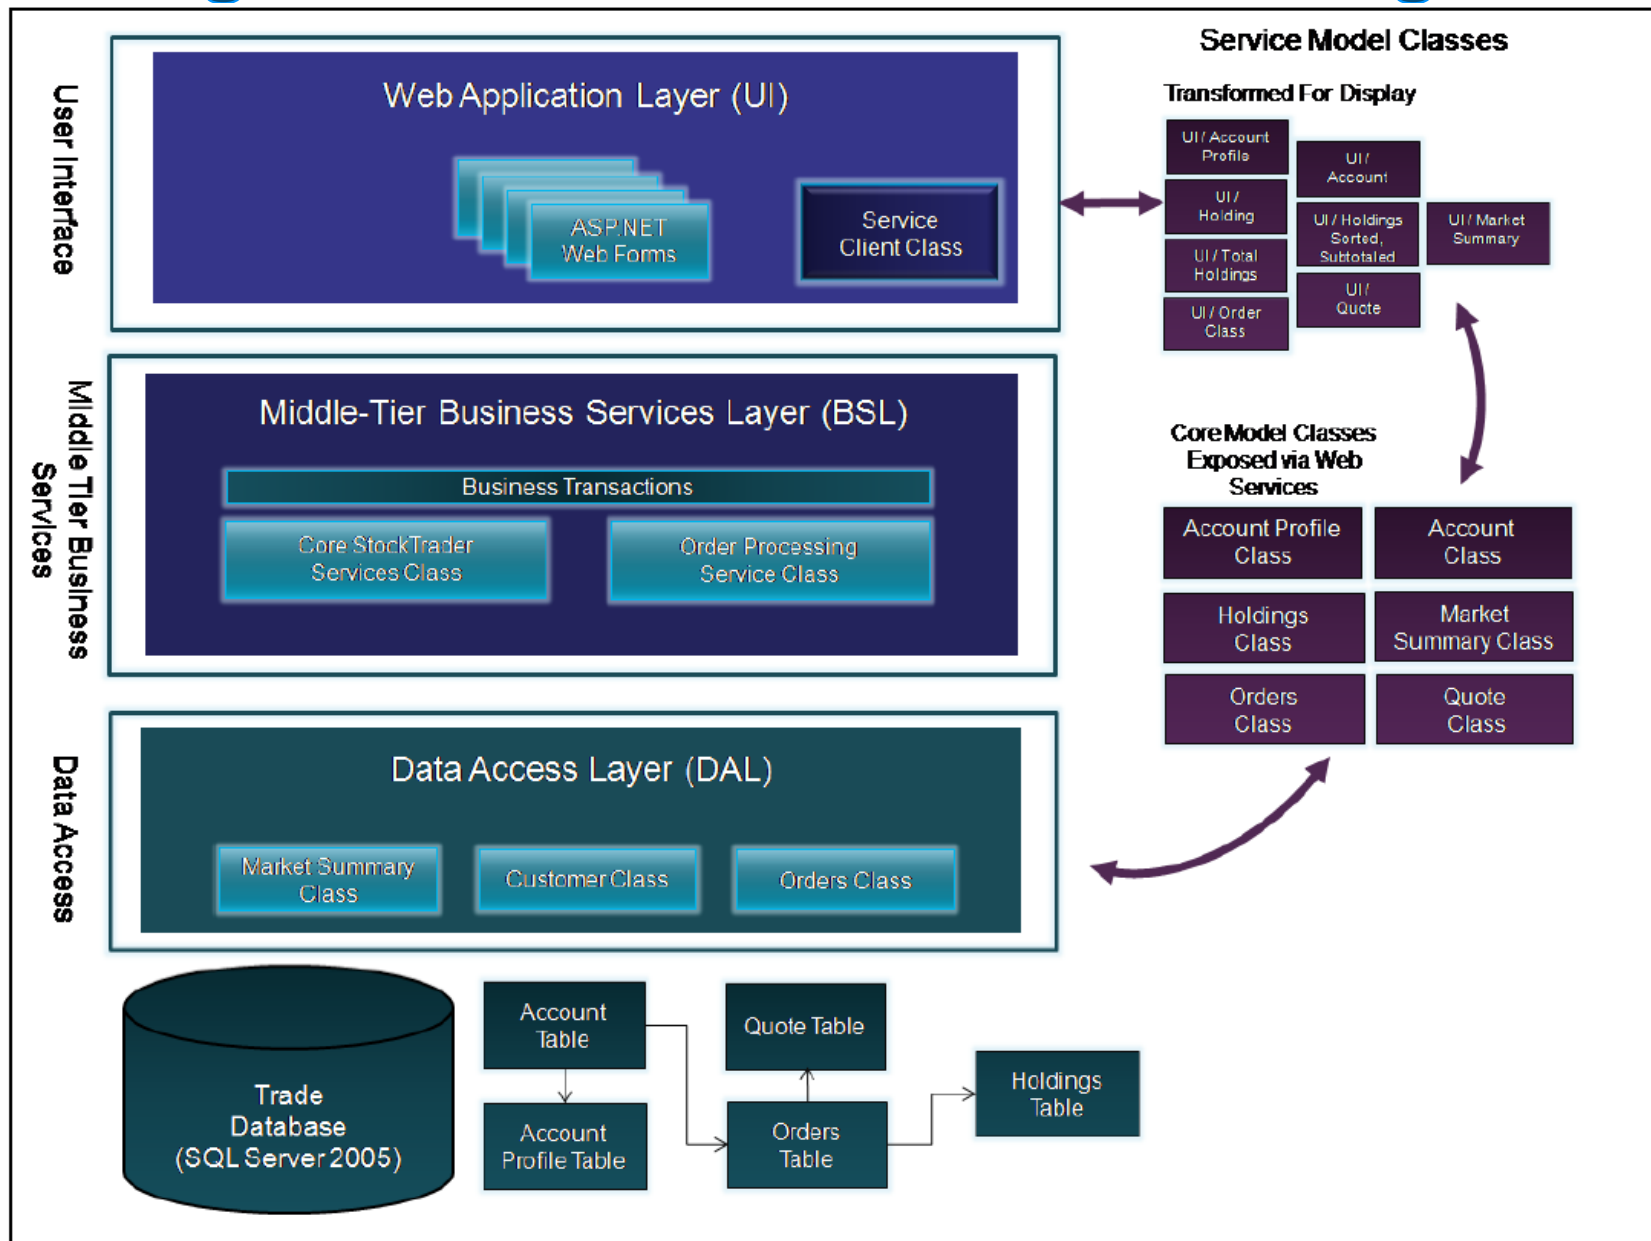 Service Model Classes
User Interface
Web Application Layer (UI)
ASP.NET
Web Forms
Service
Client Class
Transformed For Display
UI / Account
Profile
UI /
Account
UI /
Holding
UI / Holdings
Sorted,
Subtotaled
UI / Market
Summary
UI / Total
Holdings
UI /
Quote
UI / Order
Class
Middle Tier Business
Services
Middle-Tier Business Services Layer (BSL)
Business Transactions
Core StockTrader
Services Class
Order Processing
Service Class
Core Model Classes
Exposed via Web
Services
Account Profile
Class
Account
Class
Holdings
Class
Market
Summary Class
Orders
Class
Quote
Class
Data Access
Data Access Layer (DAL)
Market Summary
Class
Customer Class
Orders Class
Trade
Database
(SQL Server 2005)
Account
Table
Quote Table
Holdings
Table
Account
Profile Table
Orders
Table